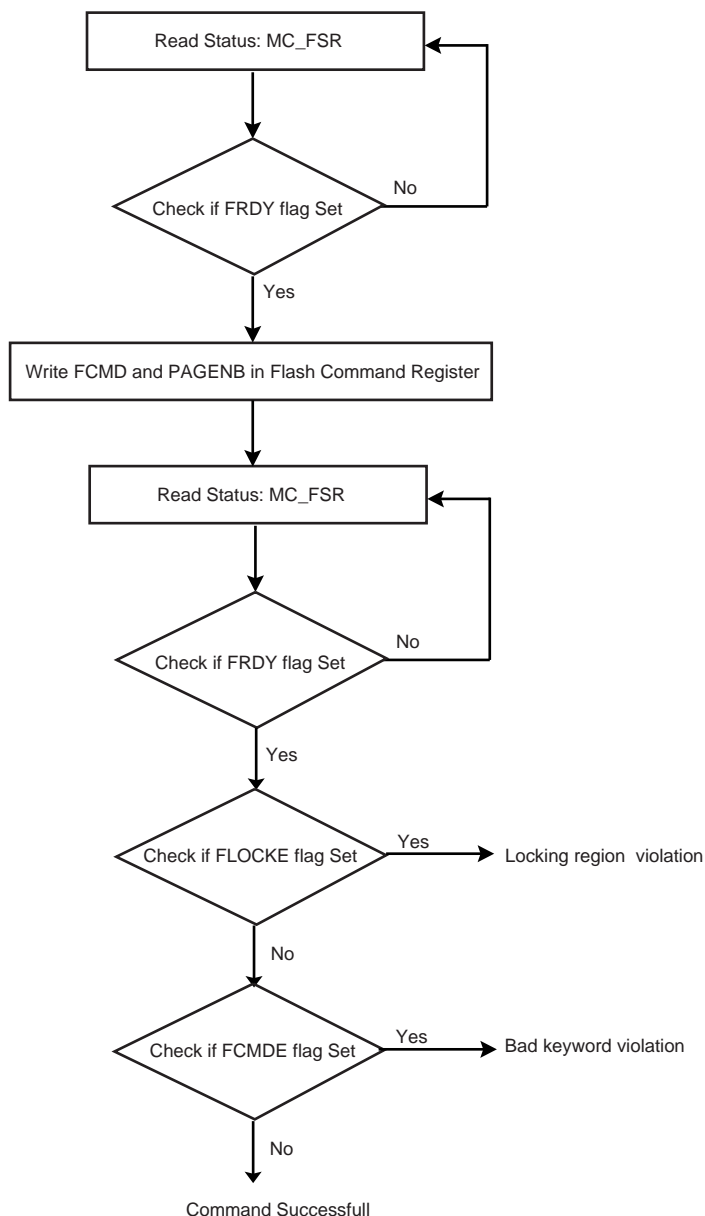 Read Status: MC_FSR
No
Check if FRDY flag Set
Yes
Write FCMD and PAGENB in Flash Command Register
Read Status: MC_FSR
No
Check if FRDY flag Set
Yes
Check if FLOCKE flag Set
Yes
Locking region violation
No
Check if FCMDE flag Set
Yes
Bad keyword violation
No
Command Successfull